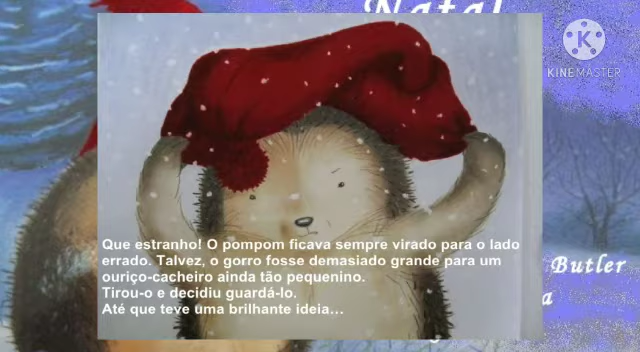 Natal
KINEMASTER
Que estranho! O pompom ficava sempre virado para o lado
errado. Talvez, o gorro fosse demasiado grande para um
ouriço-cacheiro ainda tão pequenino.
Tirou-o e decidiu guardá-lo.
Até que teve uma brilhante ideia...
Butler